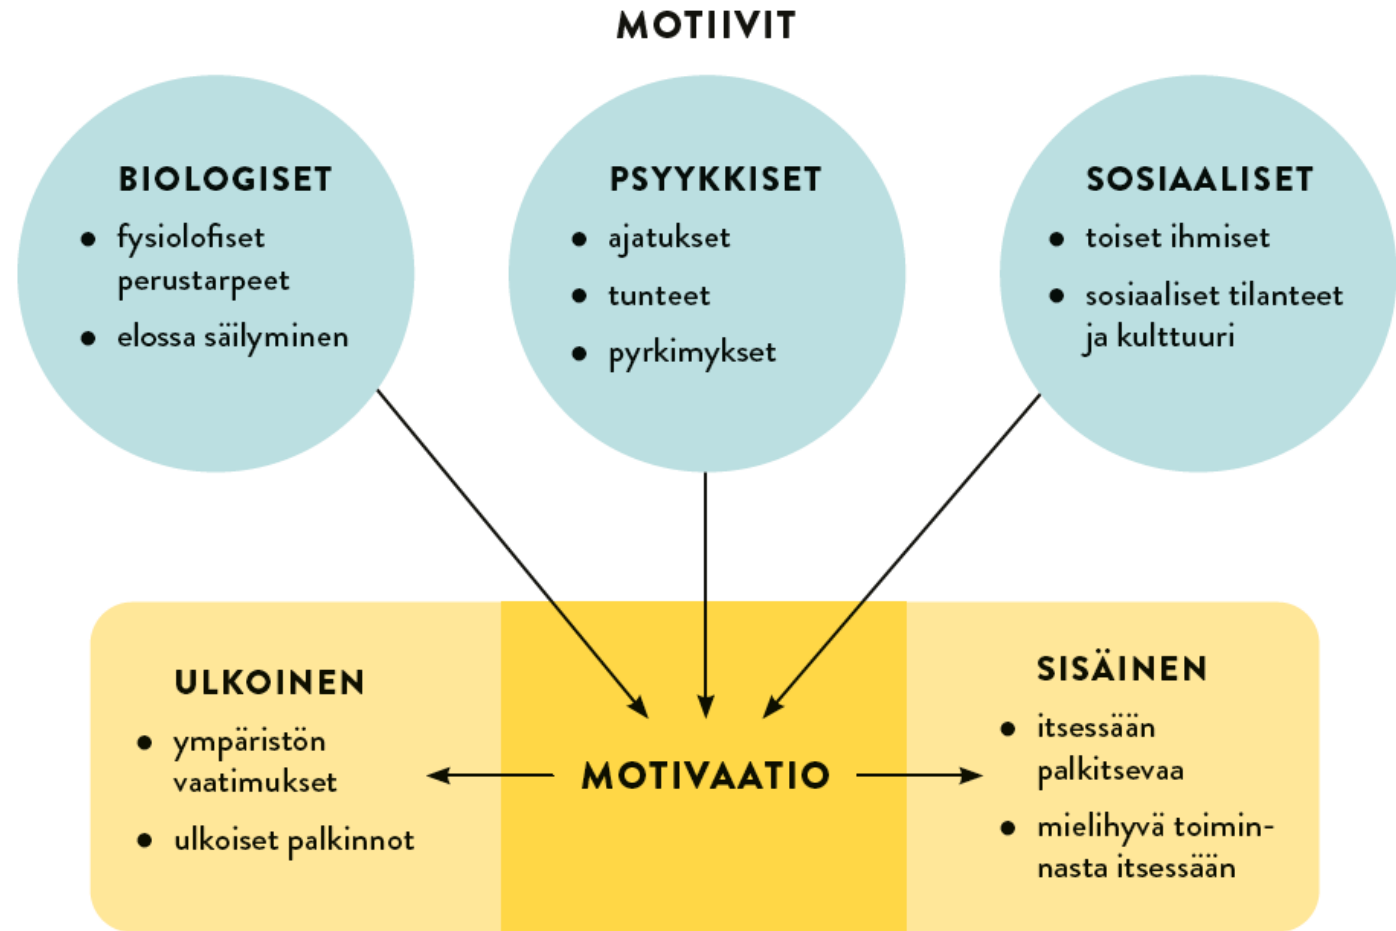 MOTIIVIT
BIOLOGISET
• fysiolofiset
perustarpeet
• elossa säilyminen
PSYYKKISET
• ajatukset
• tunteet
• pyrkimykset
SOSIAALISET
• toiset ihmiset
• sosiaaliset tilanteet
ja kulttuuri
ULKOINEN
• ympäristön
vaatimukset
• ulkoiset palkinnot
MOTIVAATIO
SISÄINEN
• itsessään
palkitsevaa
• mielihyvä toimin-
nasta itsessään